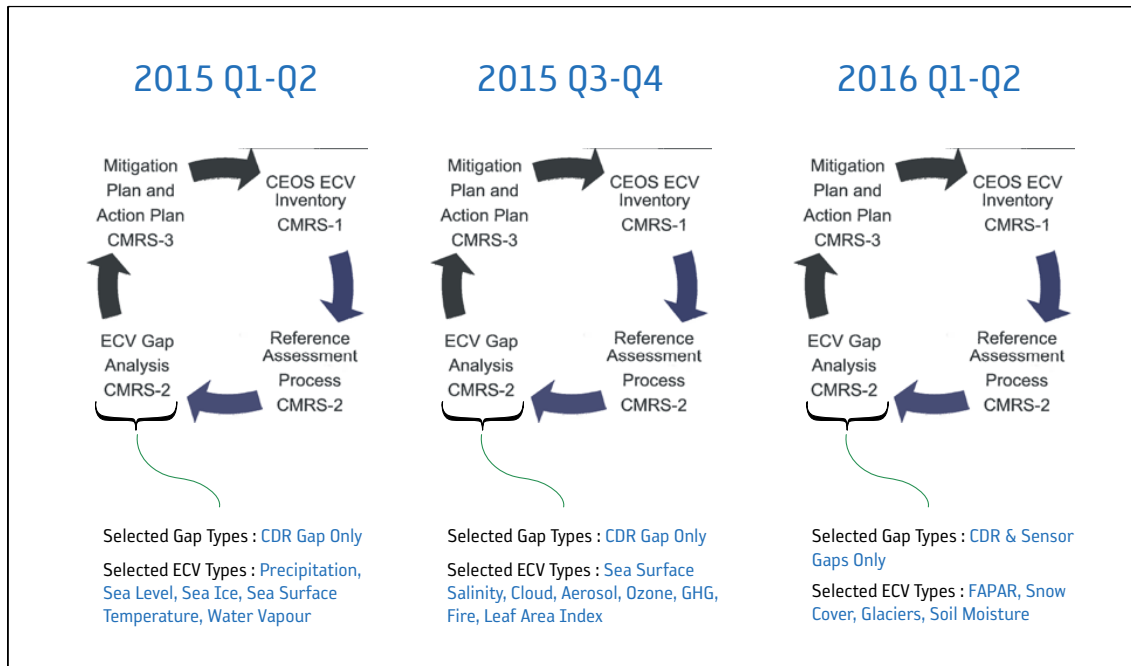 2015 Q1-Q2
Mitigation
Plan and
Action Plan
CMRS-3
CEOS ECV
Inventory
CMRS-1
ECV Gap
Analysis
CMRS-2
Reference
Assessment
Process
CMRS-2
Selected Gap Types : CDR Gap Only
Selected ECV Types : Precipitation,
Sea Level, Sea Ice, Sea Surface
Temperature, Water Vapour
2015 Q3-Q4
Mitigation
Plan and
Action Plan
CMRS-3
CEOS ECV
Inventory
CMRS-1
ECV Gap
Analysis
CMRS-2
Reference
Assessment
Process
CMRS-2
Selected Gap Types : CDR Gap Only
Selected ECV Types : Sea Surface
Salinity, Cloud, Aerosol, Ozone, GHG,
Fire, Leaf Area Index
2016 Q1-Q2
Mitigation
Plan and
Action Plan
CMRS-3
CEOS ECV
Inventory
CMRS-1
ECV Gap
Analysis
CMRS-2
Reference
Assessment
Process
CMRS-2
Selected Gap Types : CDR & Sensor
Gaps Only
Selected ECV Types : FAPAR, Snow
Cover, Glaciers, Soil Moisture